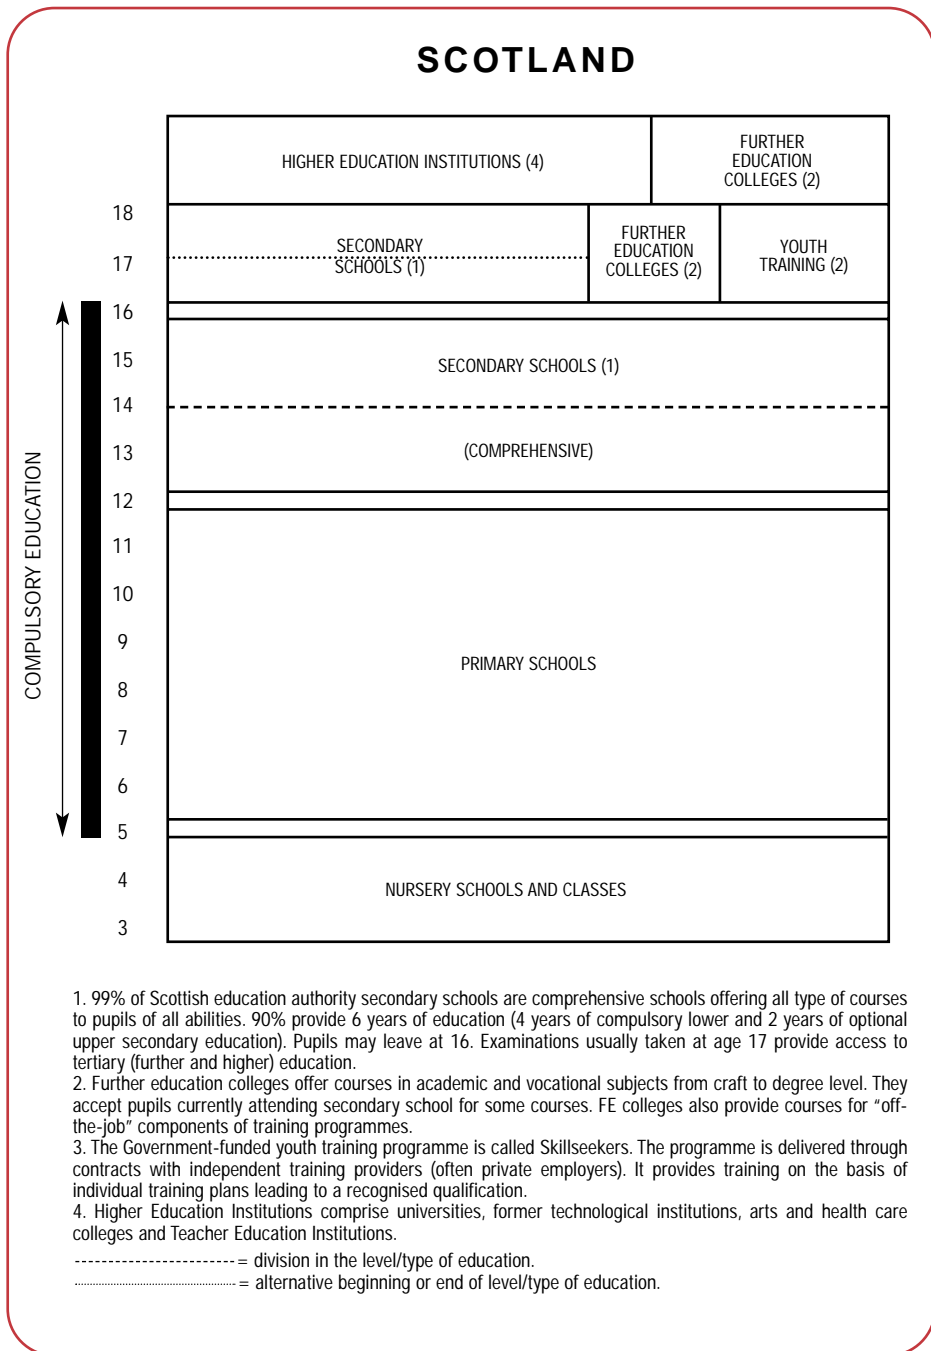 SCOTLAND
HIGHER EDUCATION INSTITUTIONS (4)
FURTHER
EDUCATION
COLLEGES (2)
18
SECONDARY
SCHOOLS (1)
FURTHER
EDUCATION
COLLEGES (2)
YOUTH
TRAINING (2)
17
16
15
SECONDARY SCHOOLS (1)
14
13
(COMPREHENSIVE)
12
COMPULSORY EDUCATION
11
10
9
PRIMARY SCHOOLS
8
7
6
5
4
NURSERY SCHOOLS AND CLASSES
3
1. 99% of Scottish education authority secondary schools are comprehensive schools offering all type of courses
to pupils of all abilities. 90% provide 6 years of education (4 years of compulsory lower and 2 years of optional
upper secondary education). Pupils may leave at 16. Examinations usually taken at age 17 provide access to
tertiary (further and higher) education.
2. Further education colleges offer courses in academic and vocational subjects from craft to degree level. They
accept pupils currently attending secondary school for some courses. FE colleges also provide courses for “off-
the-job” components of training programmes.
3. The Government-funded youth training programme is called Skillseekers. The programme is delivered through
contracts with independent training providers (often private employers). It provides training on the basis of
individual training plans leading to a recognised qualification.
4. Higher Education Institutions comprise universities, former technological institutions, arts and health care
colleges and Teacher Education Institutions.
------------------------= division in the level/type of education.
........................................................= alternative beginning or end of level/type of education.